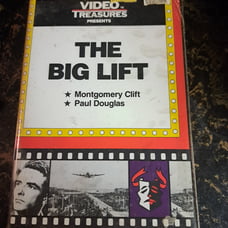 VIDEO
TREASURES
PRESENTS
THE
BIG LIFT
★ Montgomery Clift
★ Paul Douglas